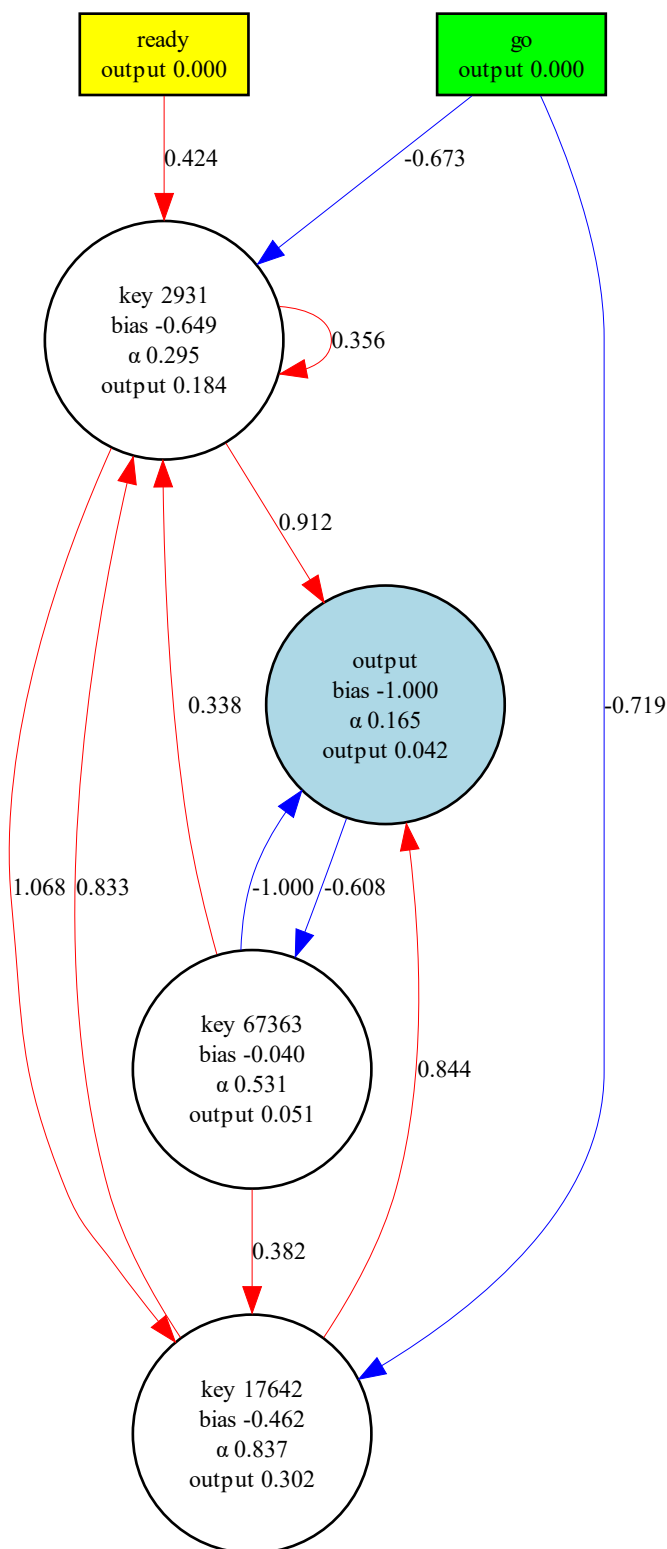 ready
output 0.000
go
output 0.000
0.424
-0.673
key 2931
bias -0.649
α 0.295
output 0.184
0.356
0.912
output
bias -1.000
α 0.165
output 0.042
0.338
-0.719
1.068
0.833
-1.000
-0.608
0.844
key 67363
bias -0.040
α 0.531
output 0.051
0.382
key 17642
bias -0.462
α 0.837
output 0.302